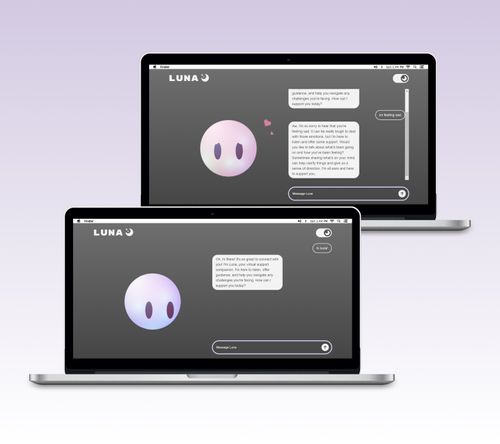 Finder
LUNA
guidance, and help you navigate any
challenges you're facing. How can I
support you today?
im feeling sad
Aw, I'm so sorry to hear that you're
feeling sad. It can be really tough to deal
with those emotions, but I'm here to
listen and offer some support. Would
you like to talk about what's been going
on and how you've been feeling?
Sometimes sharing what's on your mind
can help clarify things and give us a
sense of direction. I'm all ears and here
to support you.
Message Luna
Finder
LUNA
hi luna!
Oh, hi there! It's so great to connect with
you! I'm Luna, your virtual support
companion. I'm here to listen, offer
guidance, and help you navigate any
challenges you're facing. How can I
support you today?
Message Luna